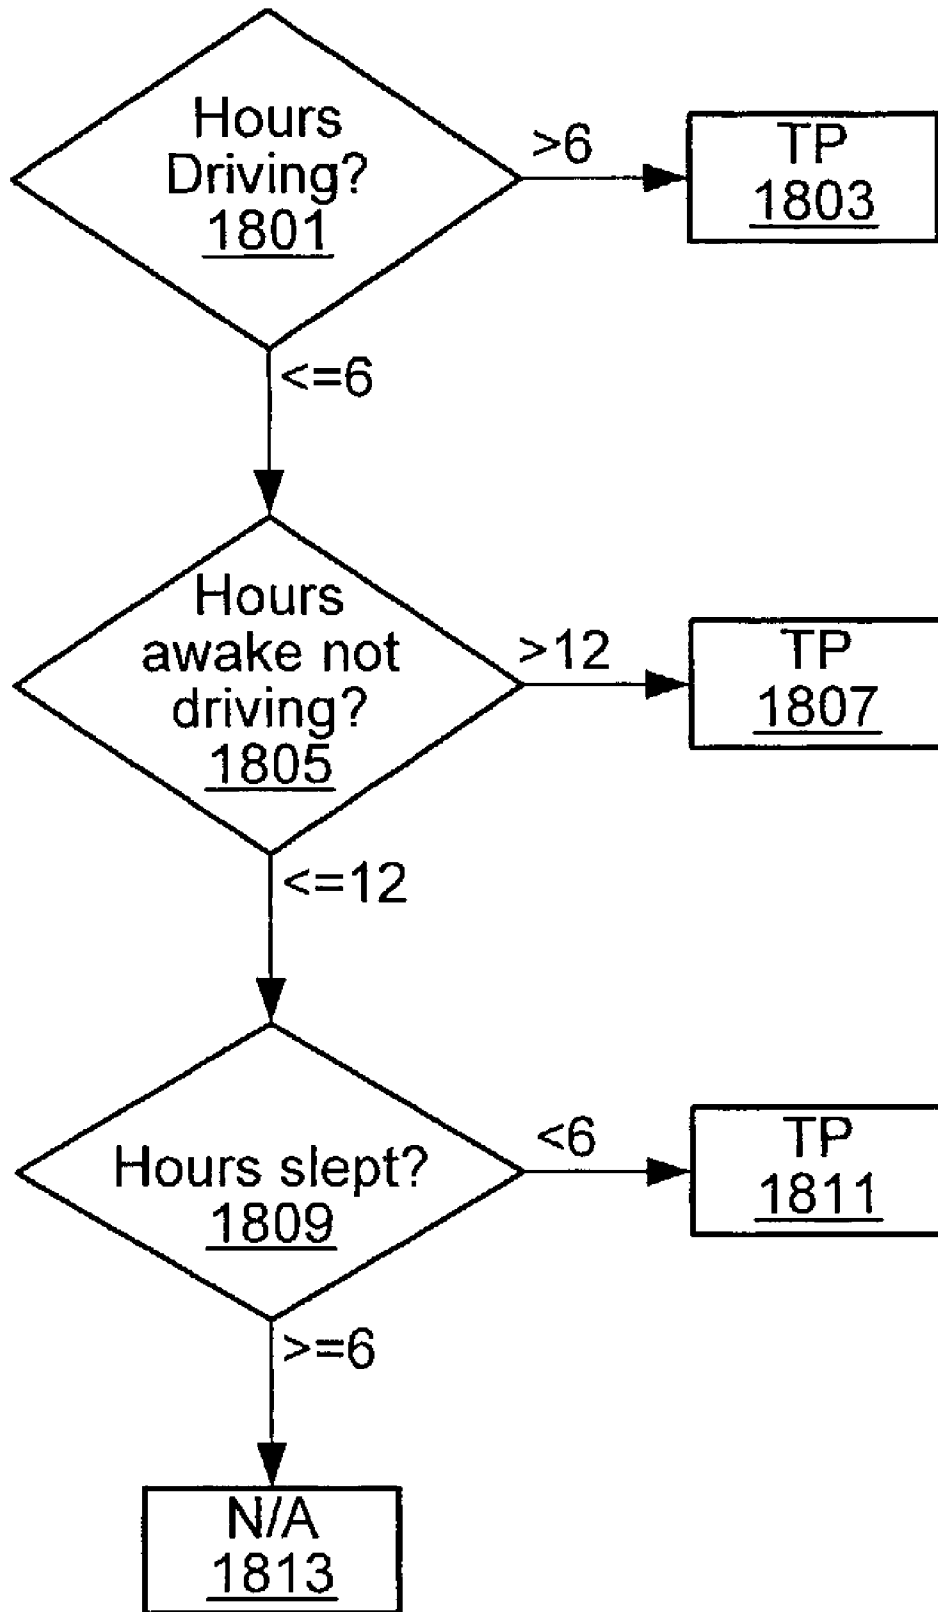 Hours
Driving?
1801
>6
TP
1803
<=6
Hours
awake not
driving?
1805
>12
TP
1807
<=12
Hours slept?
1809
<6
TP
1811
>=6
N/A
1813